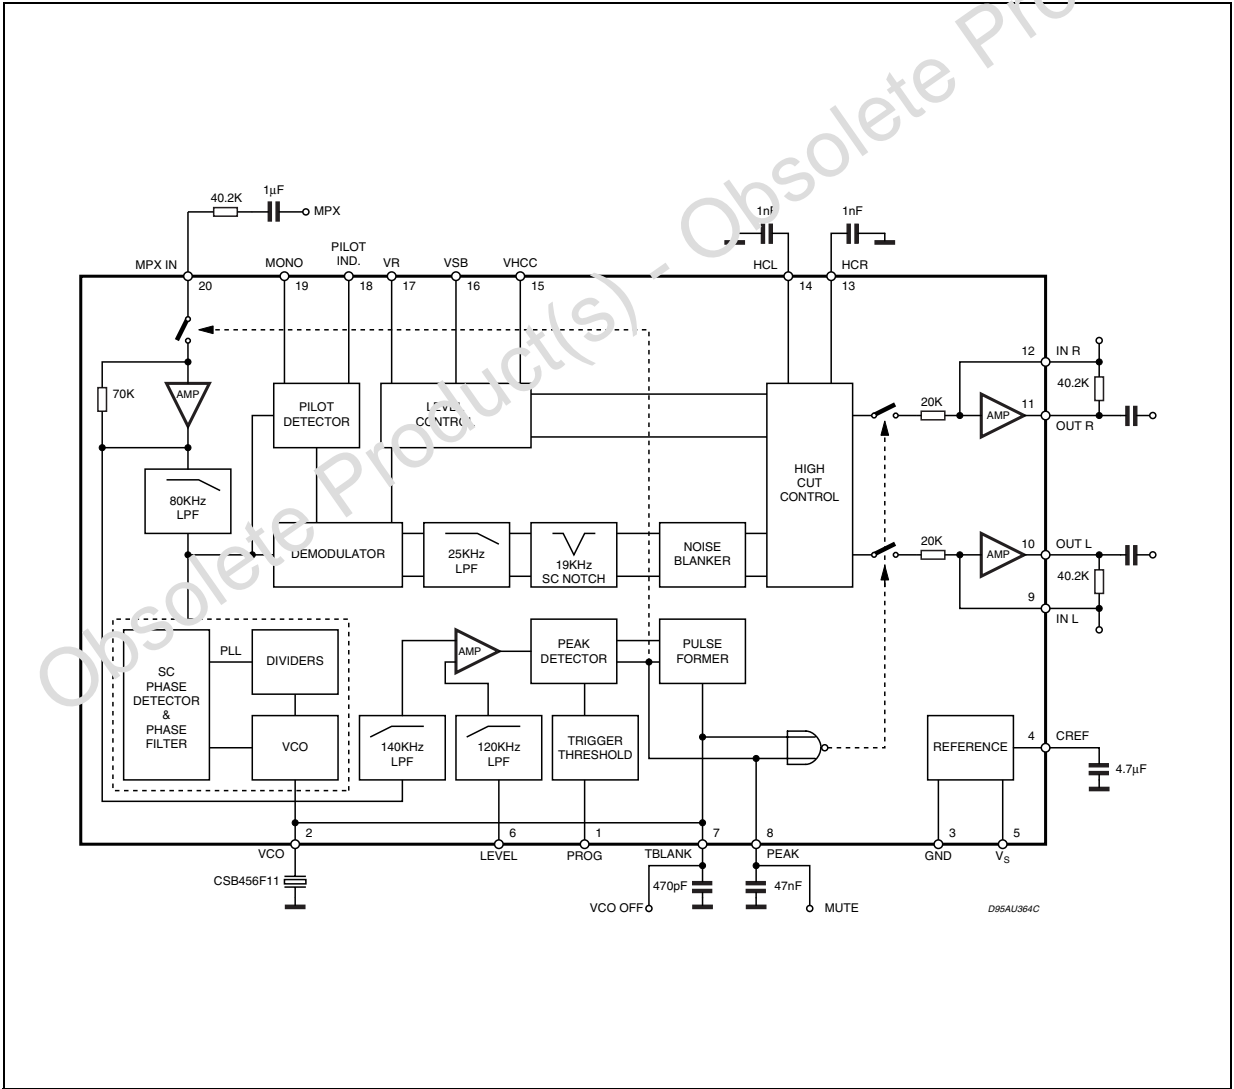 Obsolete Product(s) - Obsolete Pro
1µF
40.2K
MPX
PILOT
IND.
MPX IN
MONO
VR
VSB
VHCC
HCL
HCR
20
19
18
17
16
15
14
13
1nF
1nF
12
IN R
40.2K
11
OUT R
20K
AMP
70K
AMP
PILOT
DETECTOR
LEVEL
CONTROL
HIGH
CUT
CONTROL
80KHz
LPF
DEMODULATOR
25KHz
LPF
19KHz
SC NOTCH
NOISE
BLANKER
20K
AMP
10
OUT L
40.2K
9
IN L
SC
PHASE
DETECTOR
&
PHASE
FILTER
PLL
DIVIDERS
VCO
AMP
PEAK
DETECTOR
PULSE
FORMER
140KHz
LPF
120KHz
LPF
TRIGGER
THRESHOLD
REFERENCE
4
CREF
4.7µF
2
6
1
7
8
3
5
VCO
LEVEL
PROG
TBLANK
PEAK
GND
VS
CSB456F11
470pF
47nF
VCO OFF
MUTE
D95AU364C